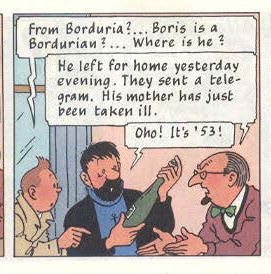 From Borduria?... Boris is a
Bordurian?... Where is he?
He left for home yesterday
evening. They sent a tele-
gram. His mother has just
been taken ill.
Oho! It's '53!